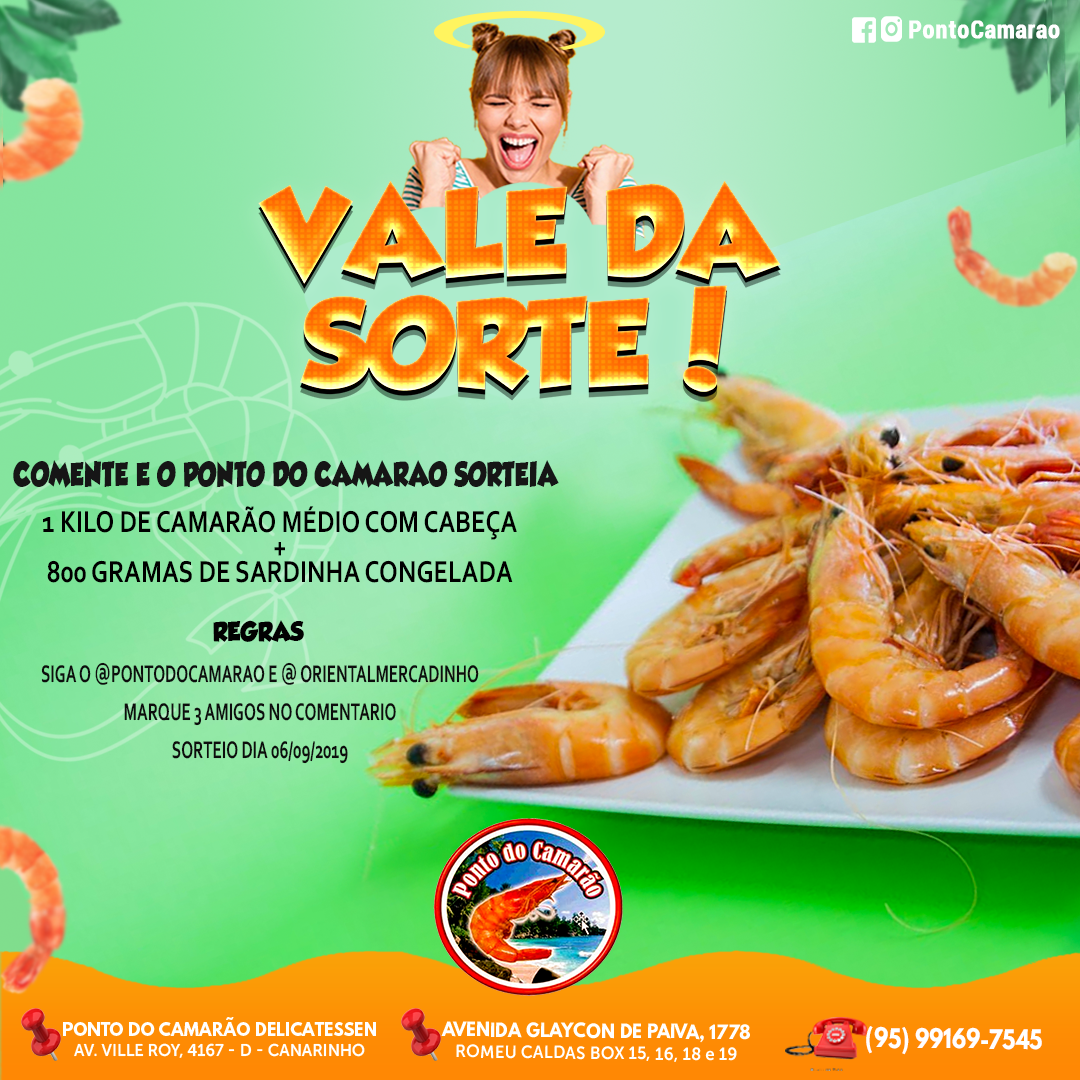 PontoCamarao
VALE DA
SORTE !
COMENTE E O PONTO DO CAMARAO SORTEIA
1 KILO DE CAMARÃO MÉDIO COM CABEÇA
+
800 GRAMAS DE SARDINHA CONGELADA
REGRAS
SIGA O @PONTODOCAMARAO E @ ORIENTALMERCADINHO
MARQUE 3 AMIGOS NO COMENTARIO
SORTEIO DIA 06/09/2019
Ponto do Camarão
PONTO DO CAMARÃO DELICATESSEN
AV. VILLE ROY, 4167 - D - CANARINHO
AVENIDA GLAYCON DE PAIVA, 1778
ROMEU CALDAS BOX 15, 16, 18 e 19
(95) 99169-7545